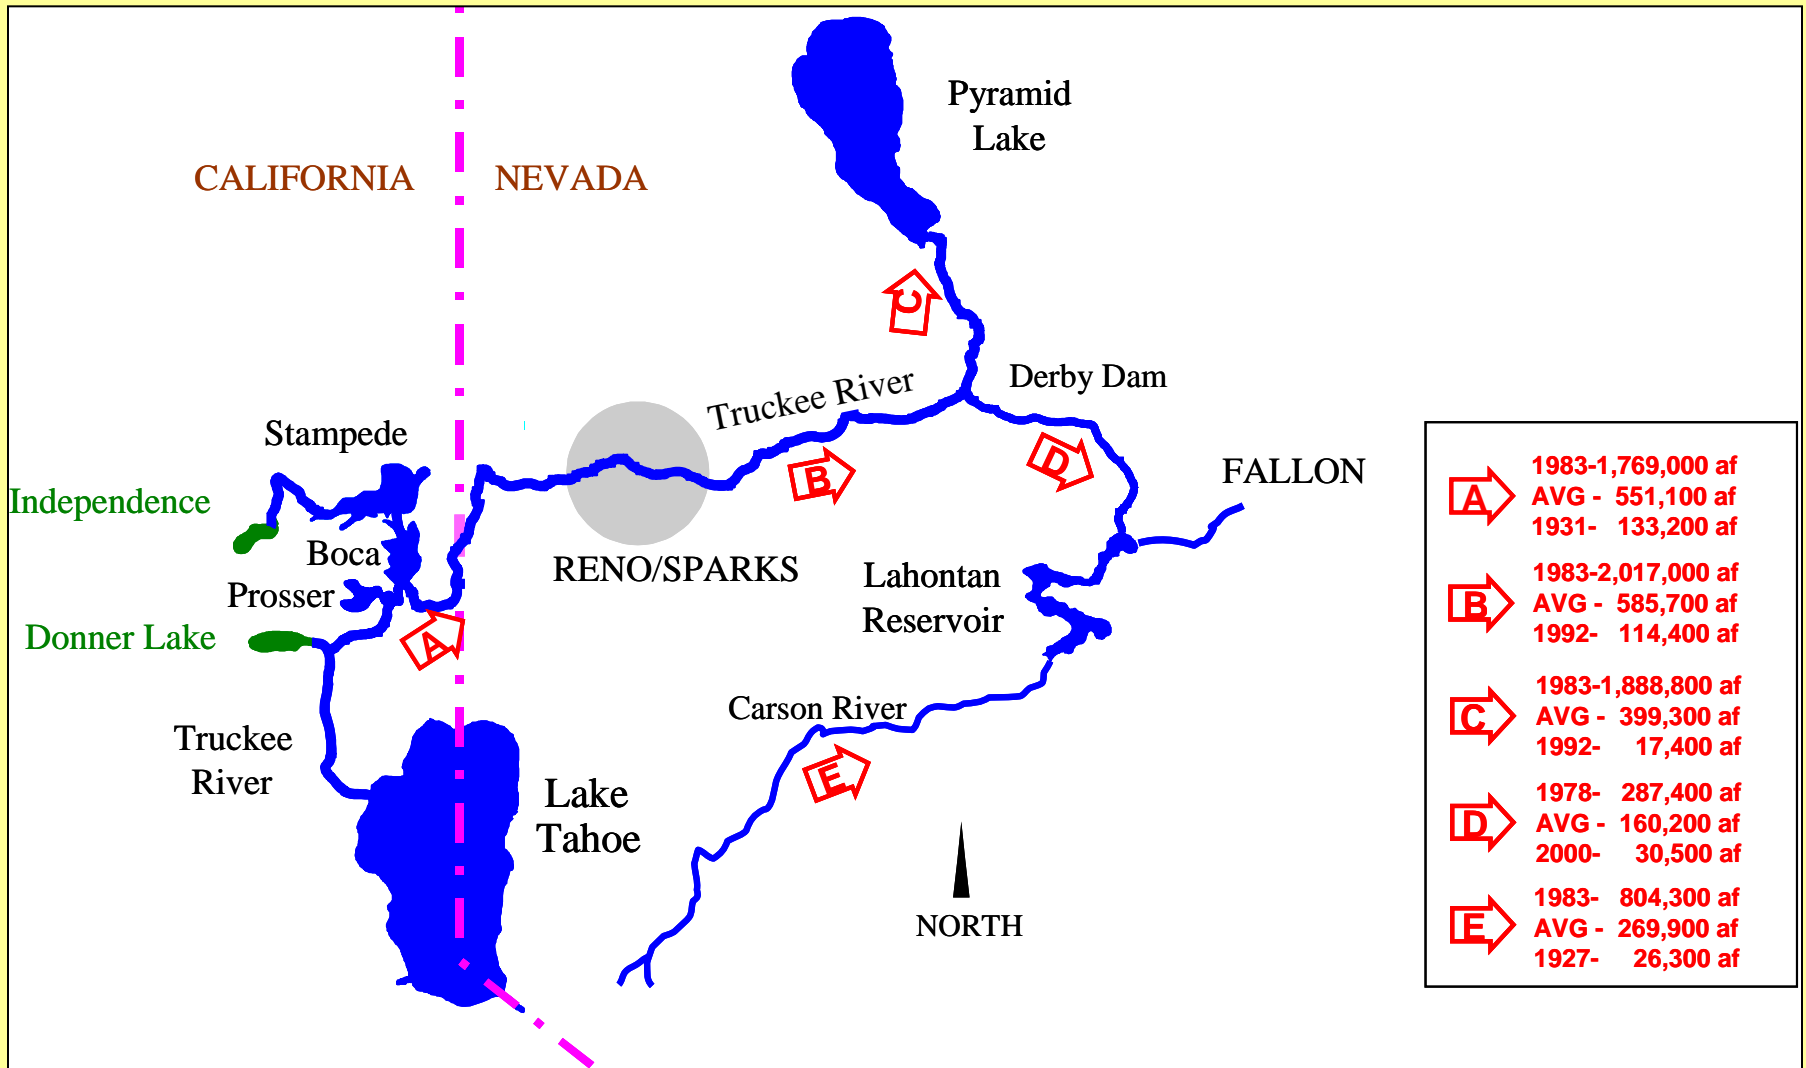 Pyramid
Lake
CALIFORNIA
NEVADA
C
Truckee River
Derby Dam
Stampede
D
B
FALLON
Independence
Boca
RENO/SPARKS
Prosser
Lahontan
Reservoir
Donner Lake
A
Carson River
Truckee
River
E
Lake
Tahoe
NORTH
A
1983-1,769,000 af
AVG - 551,100 af
1931- 133,200 af
B
1983-2,017,000 af
AVG - 585,700 af
1992- 114,400 af
C
1983-1,888,800 af
AVG - 399,300 af
1992- 17,400 af
D
1978- 287,400 af
AVG - 160,200 af
2000- 30,500 af
E
1983- 804,300 af
AVG - 269,900 af
1927- 26,300 af